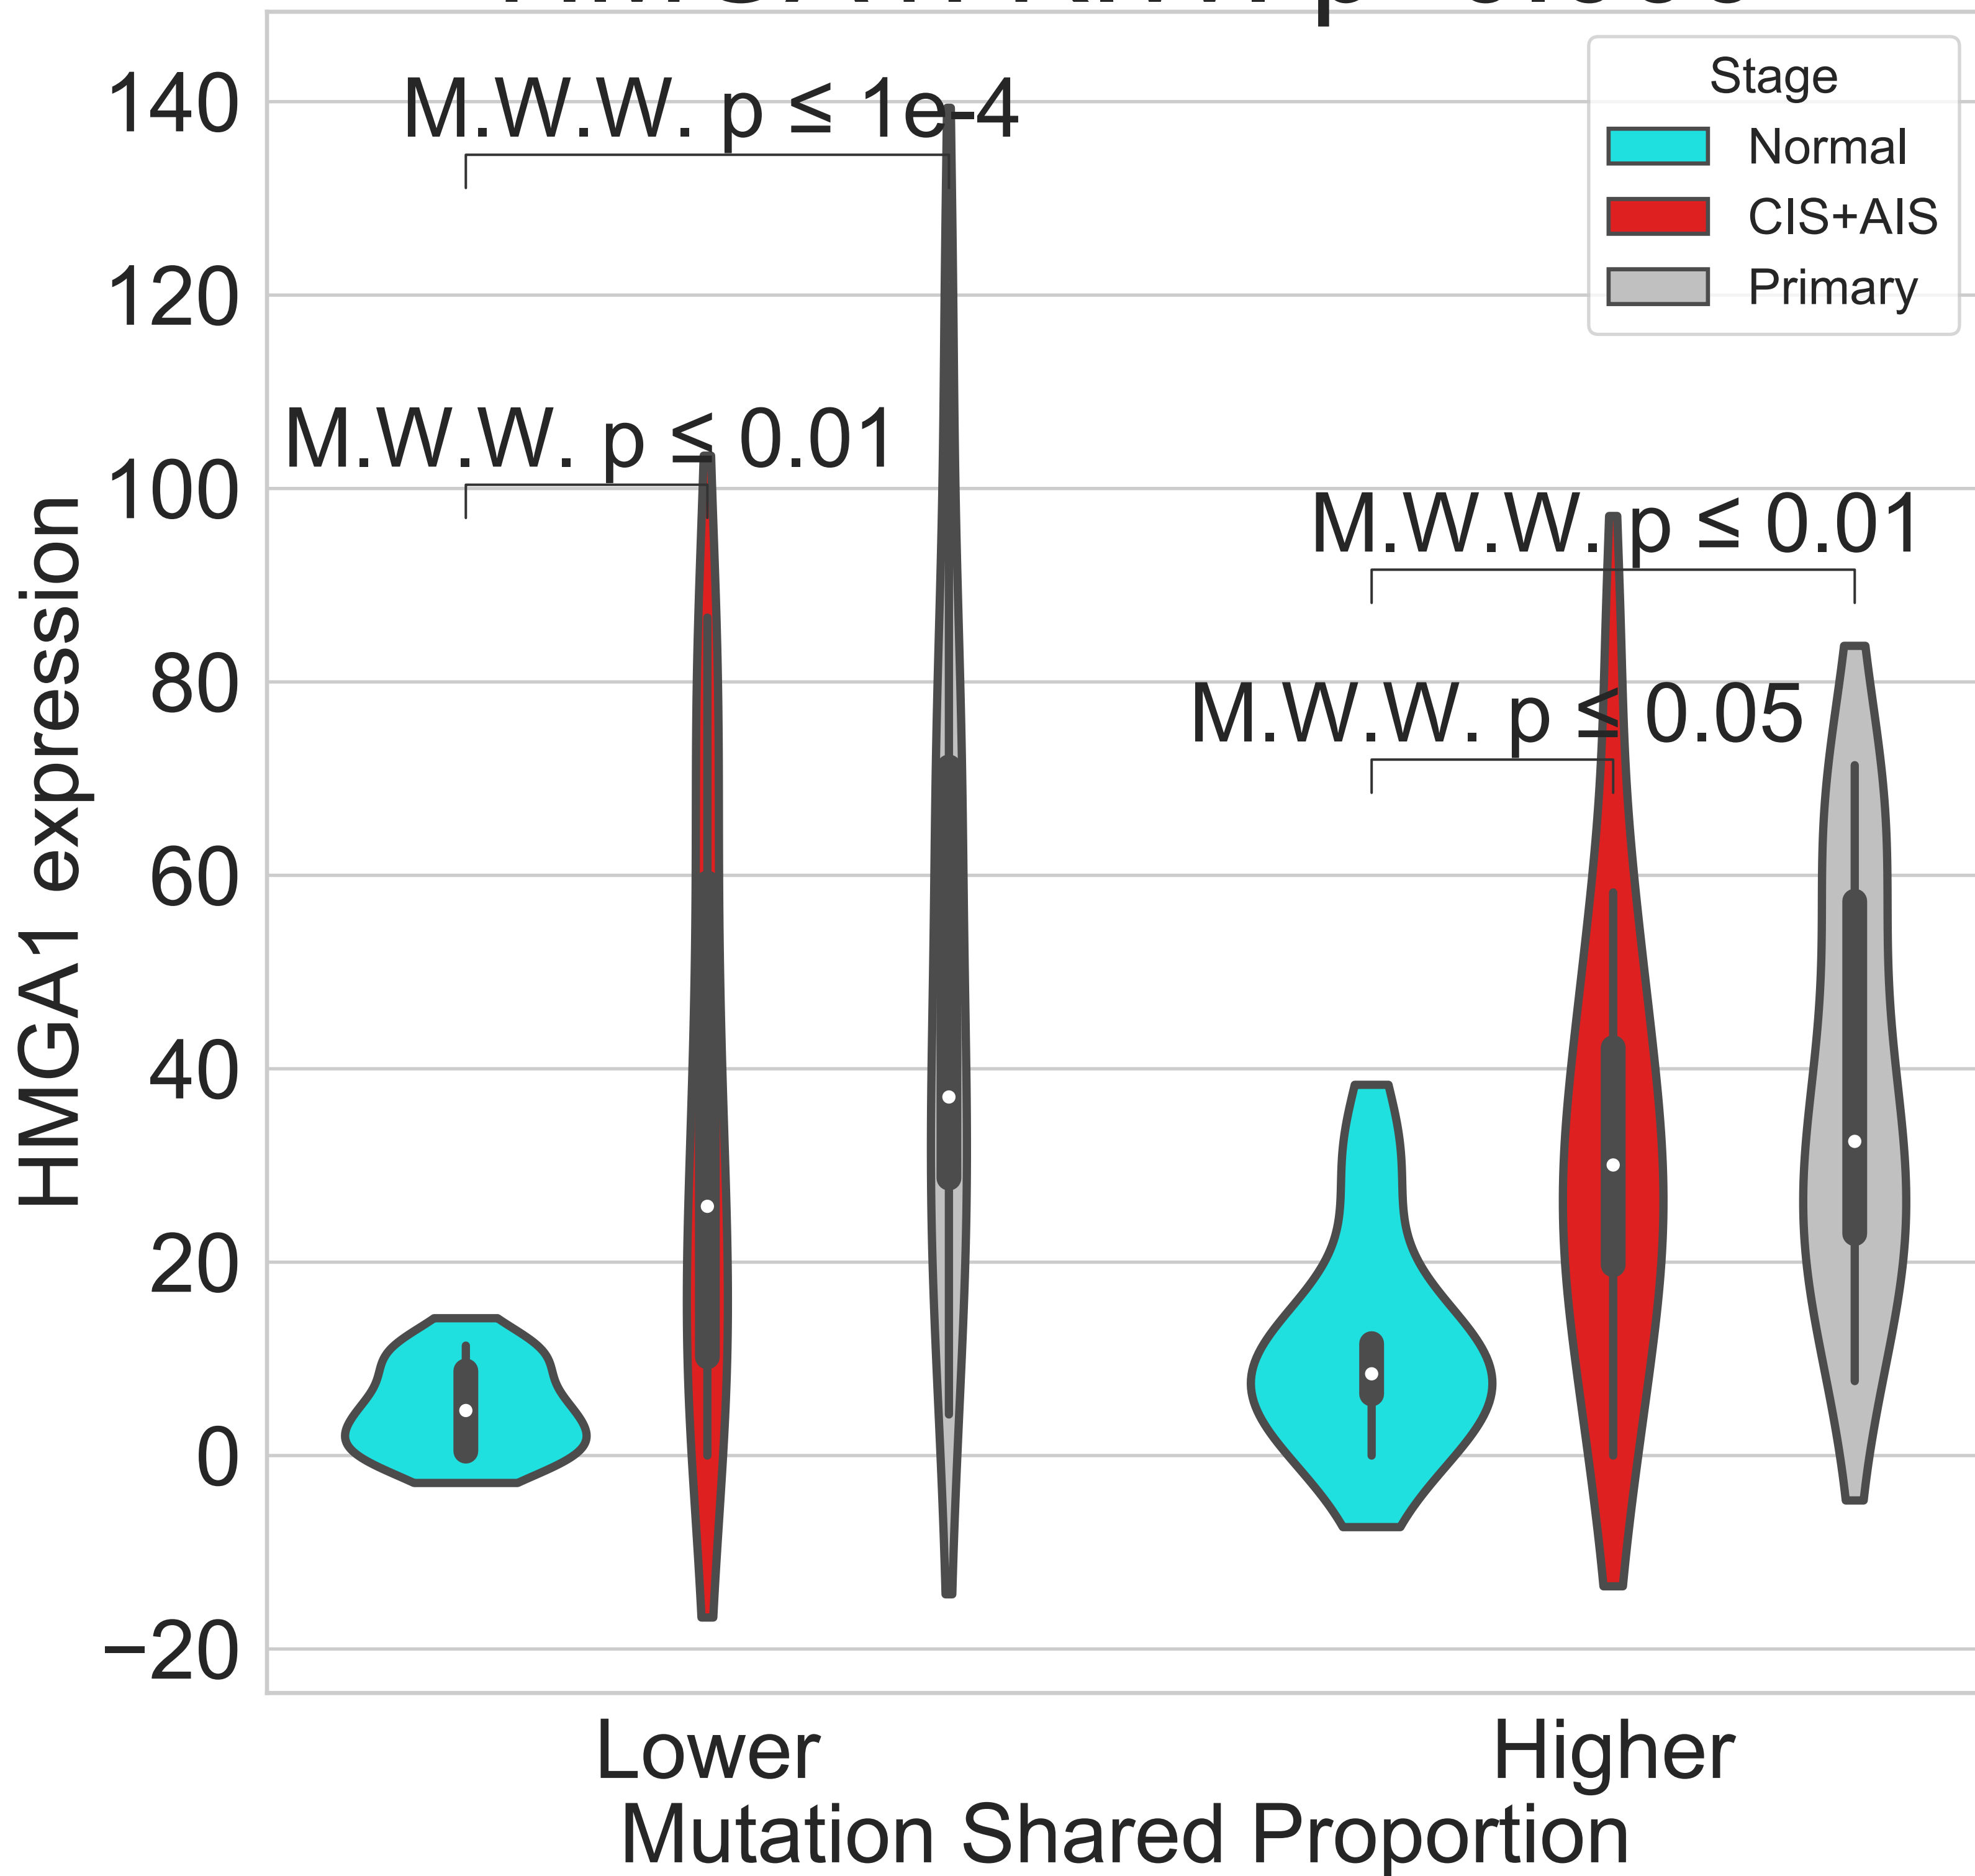 140
120
100
80
60
40
20
0
−20
HMGA1 expression
M.W.W. p ≤ 1e-4
M.W.W. p ≤ 0.01
M.W.W. p ≤ 0.01
M.W.W. p ≤ 0.05
Stage
Normal
CIS+AIS
Primary
Lower
Higher
Mutation Shared Proportion